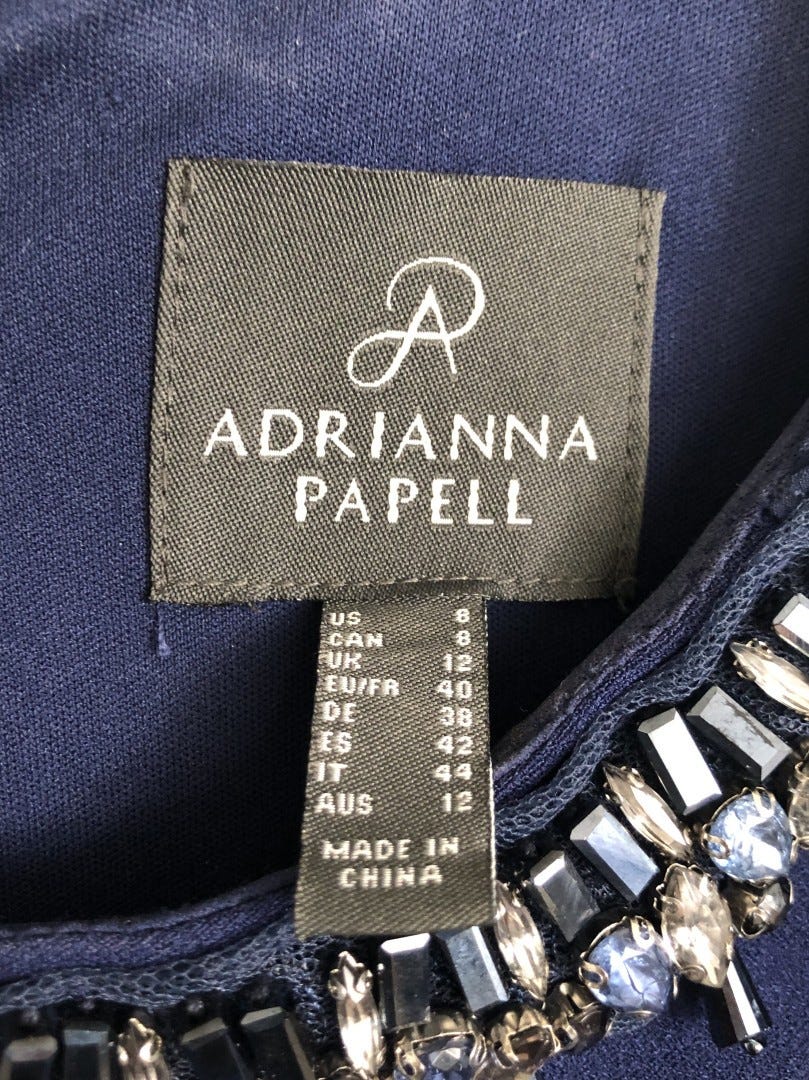 AP
ADRIANNA
PAPELL
US 8
CAN 8
UK 12
EU/FR 40
DE 38
ES 42
IT 44
AUS 12
MADE IN
CHINA